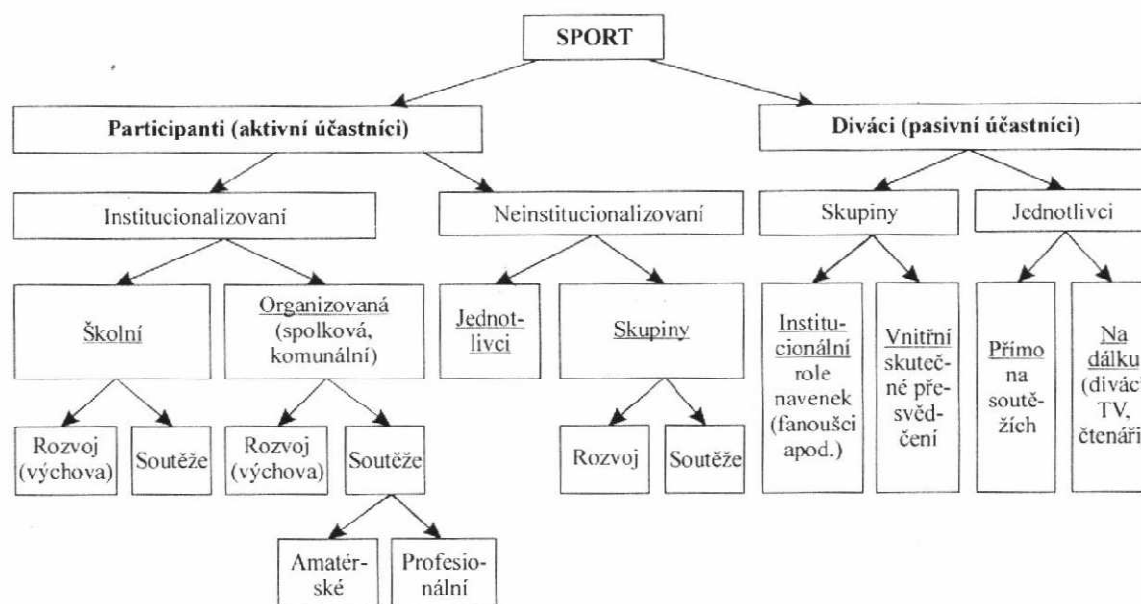 SPORT
Participanti (aktivní účastníci)
Diváci (pasivní účastníci)
Institucionalizovaní
Neinstitucionalizovaní
Skupiny
Jednotlivci
Školní
Organizovaná
(spolková,
komunální)
Jednot-
livci
Skupiny
Institu-
cionální
role
navenek
(fanoušci
apod.)
Vnitřní
skuteč-
né pře-
svěd-
čení
Přímo
na
soutě-
žích
Na
dálku
(diváci
TV,
čtenáři
Rozvoj
(výchova)
Soutěže
Rozvoj
(výchova)
Soutěže
Rozvoj
Soutěže
Amatér-
ské
Profesio-
nální